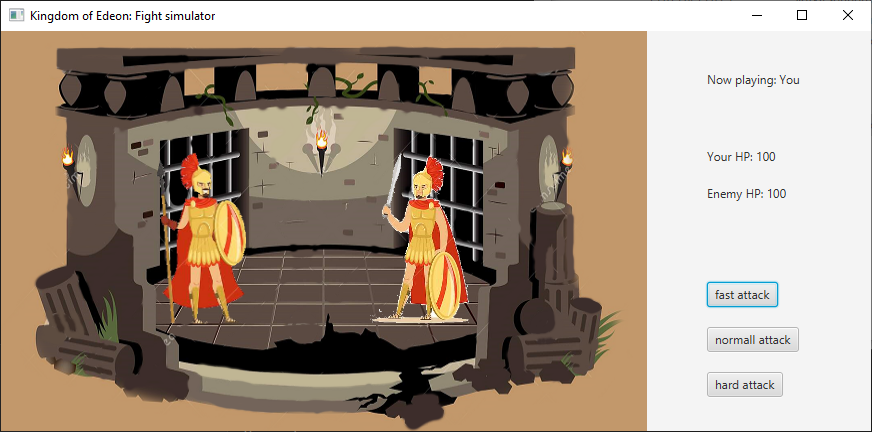 Kingdom of Edeon: Fight simulator
Now playing: You
Your HP: 100
Enemy HP: 100
fast attack
normall attack
hard attack